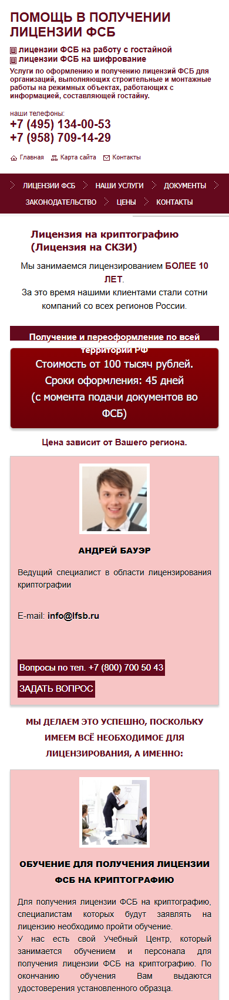 ПОМОЩЬ В ПОЛУЧЕНИИ
ЛИЦЕНЗИИ ФСБ
лицензии ФСБ на работу с гостайной
лицензии ФСБ на шифрование
Услуги по оформлению и получению лицензий ФСБ для
организаций, выполняющих строительные и монтажные
работы на режимных объектах, работающих с
информацией, составляющей гостайну.
наши телефоны:
+7 (495) 134-00-53
+7 (958) 709-14-29
Главная Карта сайта Контакты
ЛИЦЕНЗИИ ФСБ НАШИ УСЛУГИ ДОКУМЕНТЫ
ЗАКОНОДАТЕЛЬСТВО ЦЕНЫ КОНТАКТЫ
Лицензия на криптографию
(Лицензия на СКЗИ)
Мы занимаемся лицензированием БОЛЕЕ 10
ЛЕТ.
За это время нашими клиентами стали сотни
компаний со всех регионов России.
Получение и переоформление по всей
территории РФ
Стоимость от 100 тысяч рублей.
Сроки оформления: 45 дней
(с момента подачи документов во
ФСБ)
Цена зависит от Вашего региона.
АНДРЕЙ БАУЭР
Ведущий специалист в области лицензирования
криптографии
E-mail: info@lfsb.ru
Вопросы по тел. +7 (800) 700 50 43
ЗАДАТЬ ВОПРОС
МЫ ДЕЛАЕМ ЭТО УСПЕШНО, ПОСКОЛЬКУ
ИМЕЕМ ВСЁ НЕОБХОДИМОЕ ДЛЯ
ЛИЦЕНЗИРОВАНИЯ, А ИМЕННО:
ОБУЧЕНИЕ ДЛЯ ПОЛУЧЕНИЯ ЛИЦЕНЗИИ
ФСБ НА КРИПТОГРАФИЮ
Для получения лицензии ФСБ на криптографию,
специалистам которых будут заявлять на
лицензию необходимо пройти обучение.
У нас есть свой Учебный Центр, который
занимается обучением и персонала для
получения лицензии ФСБ на криптографию. По
окончанию обучения Вам выдаются
удостоверения установленного образца.